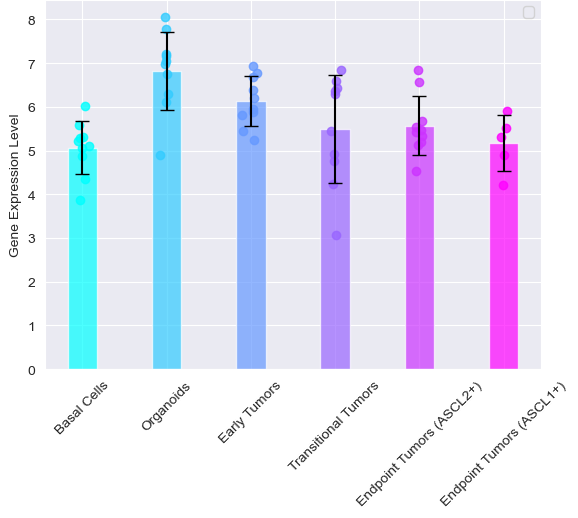 8
7
6
5
4
3
2
1
0
Gene Expression Level
Basal Cells
Organoids
Early Tumors
Transitional Tumors
Endpoint Tumors (ASCL2+)
Endpoint Tumors (ASCL1+)